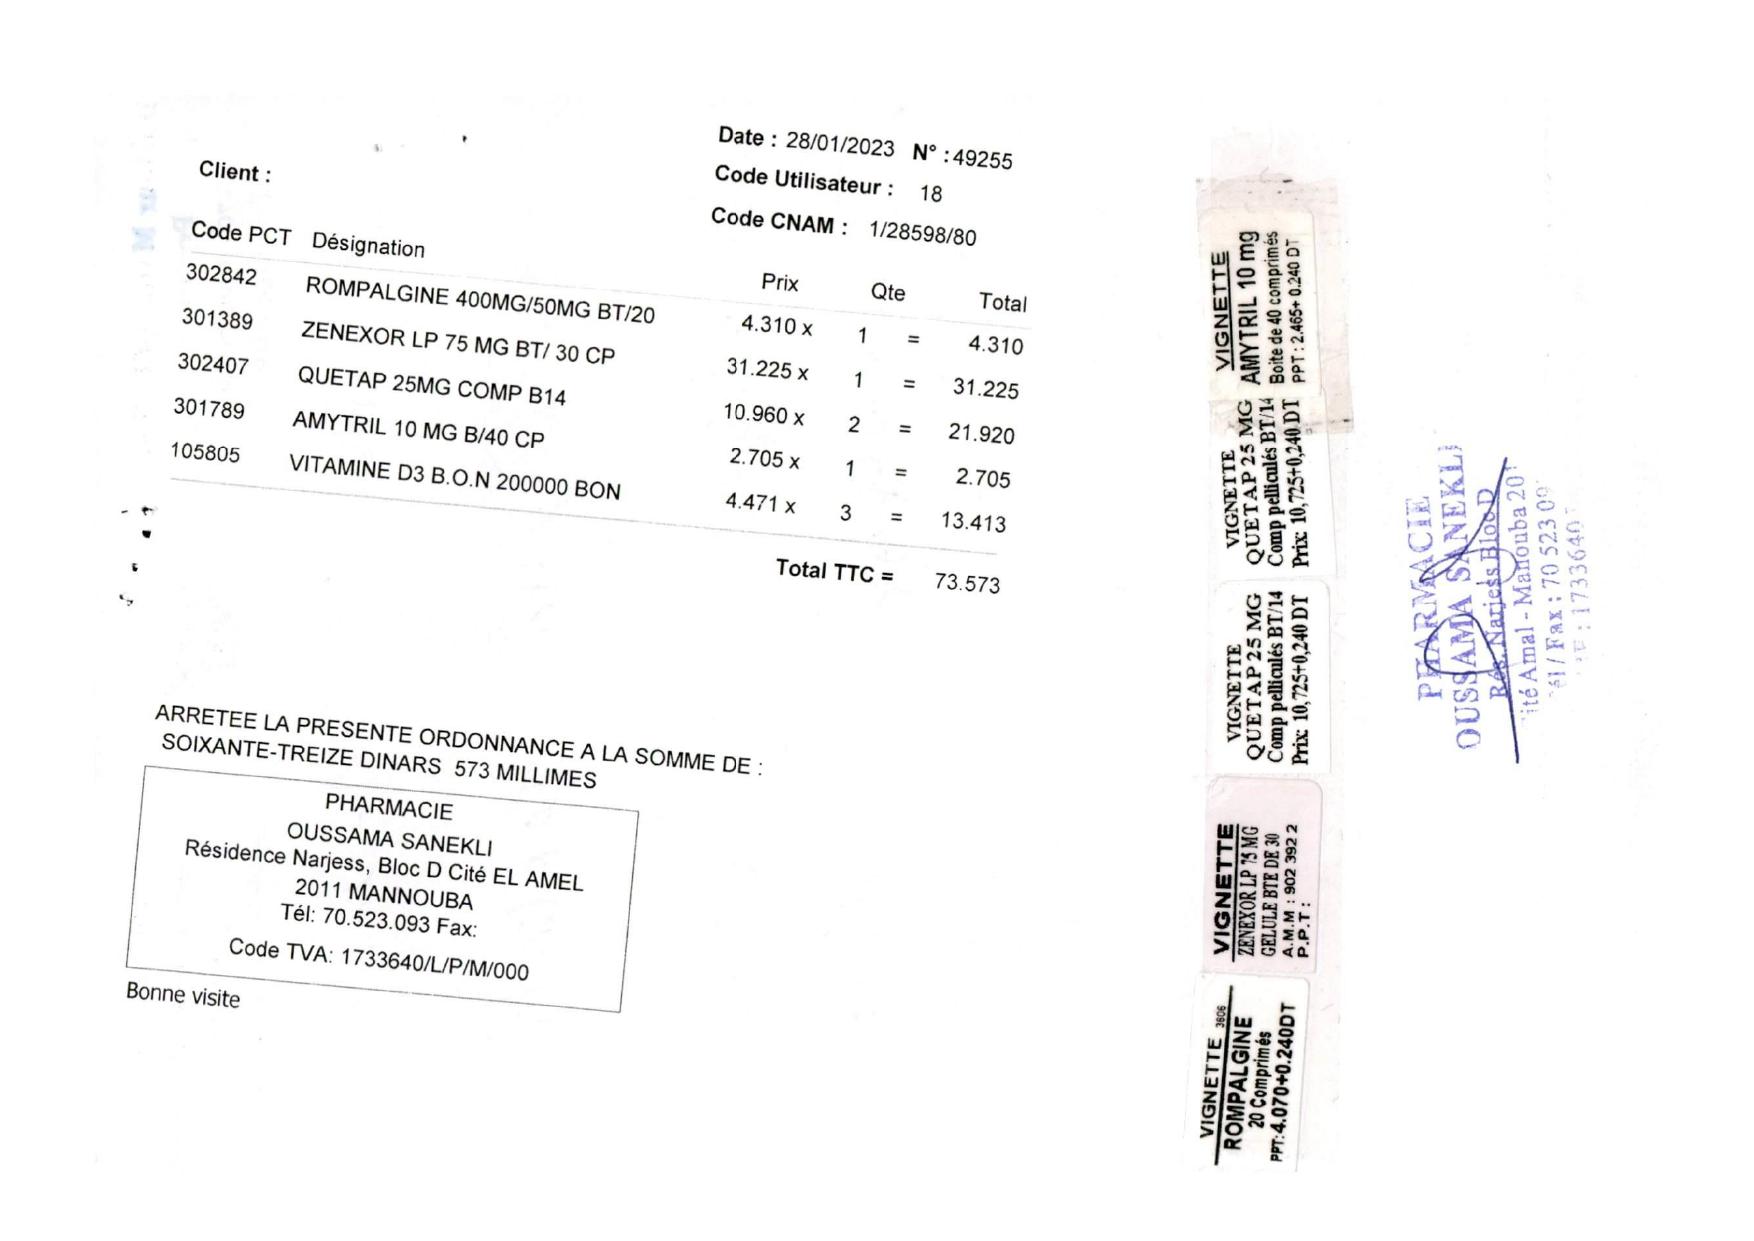 Date : 28/01/2023 N° :49255
Client :
Code Utilisateur : 18
Code CNAM : 1/28598/80
Code PCT Désignation Prix Qte Total
302842 ROMPALGINE 400MG/50MG BT/20 4.310 x 1 = 4.310
301389 ZENEXOR LP 75 MG BT/ 30 CP 31.225 x 1 = 31.225
302407 QUETAP 25MG COMP B14 10.960 x 2 = 21.920
301789 AMYTRIL 10 MG B/40 CP 2.705 x 1 = 2.705
105805 VITAMINE D3 B.O.N 200000 BON 4.471 x 3 = 13.413
Total TTC = 73.573
ARRETEE LA PRESENTE ORDONNANCE A LA SOMME DE :
SOIXANTE-TREIZE DINARS 573 MILLIMES
PHARMACIE
OUSSAMA SANEKLI
Résidence Narjess, Bloc D Cité EL AMEL
2011 MANNOUBA
Tél: 70.523.093 Fax:
Code TVA: 1733640/L/P/M/000
Bonne visite
VIGNETTE
AMYTRIL 10 mg
Boite de 40 comprimés
PPT: 2.465+ 0.240 DT
VIGNETTE
QUETAP 25 MG
Comp pelliculés BT/14
Prix: 10,725+0,240 DT
VIGNETTE
QUETAP 25 MG
Comp pelliculés BT/14
Prix: 10,725+0,240 DT
VIGNETTE
ZENEXOR LP 75 MG
GELULE BTE DE 30
A.M.M : 902 392 2
P.P.T :
VIGNETTE 3606
ROMPALGINE
20 Comprimés
PPT:4.070+0.240DT
PHARMACIE
OUSSAMA SANEKLI
Rés. Narjess Bloc D
ité Amal - Manouba 20
él / Fax : 70 523 09
: 1733640